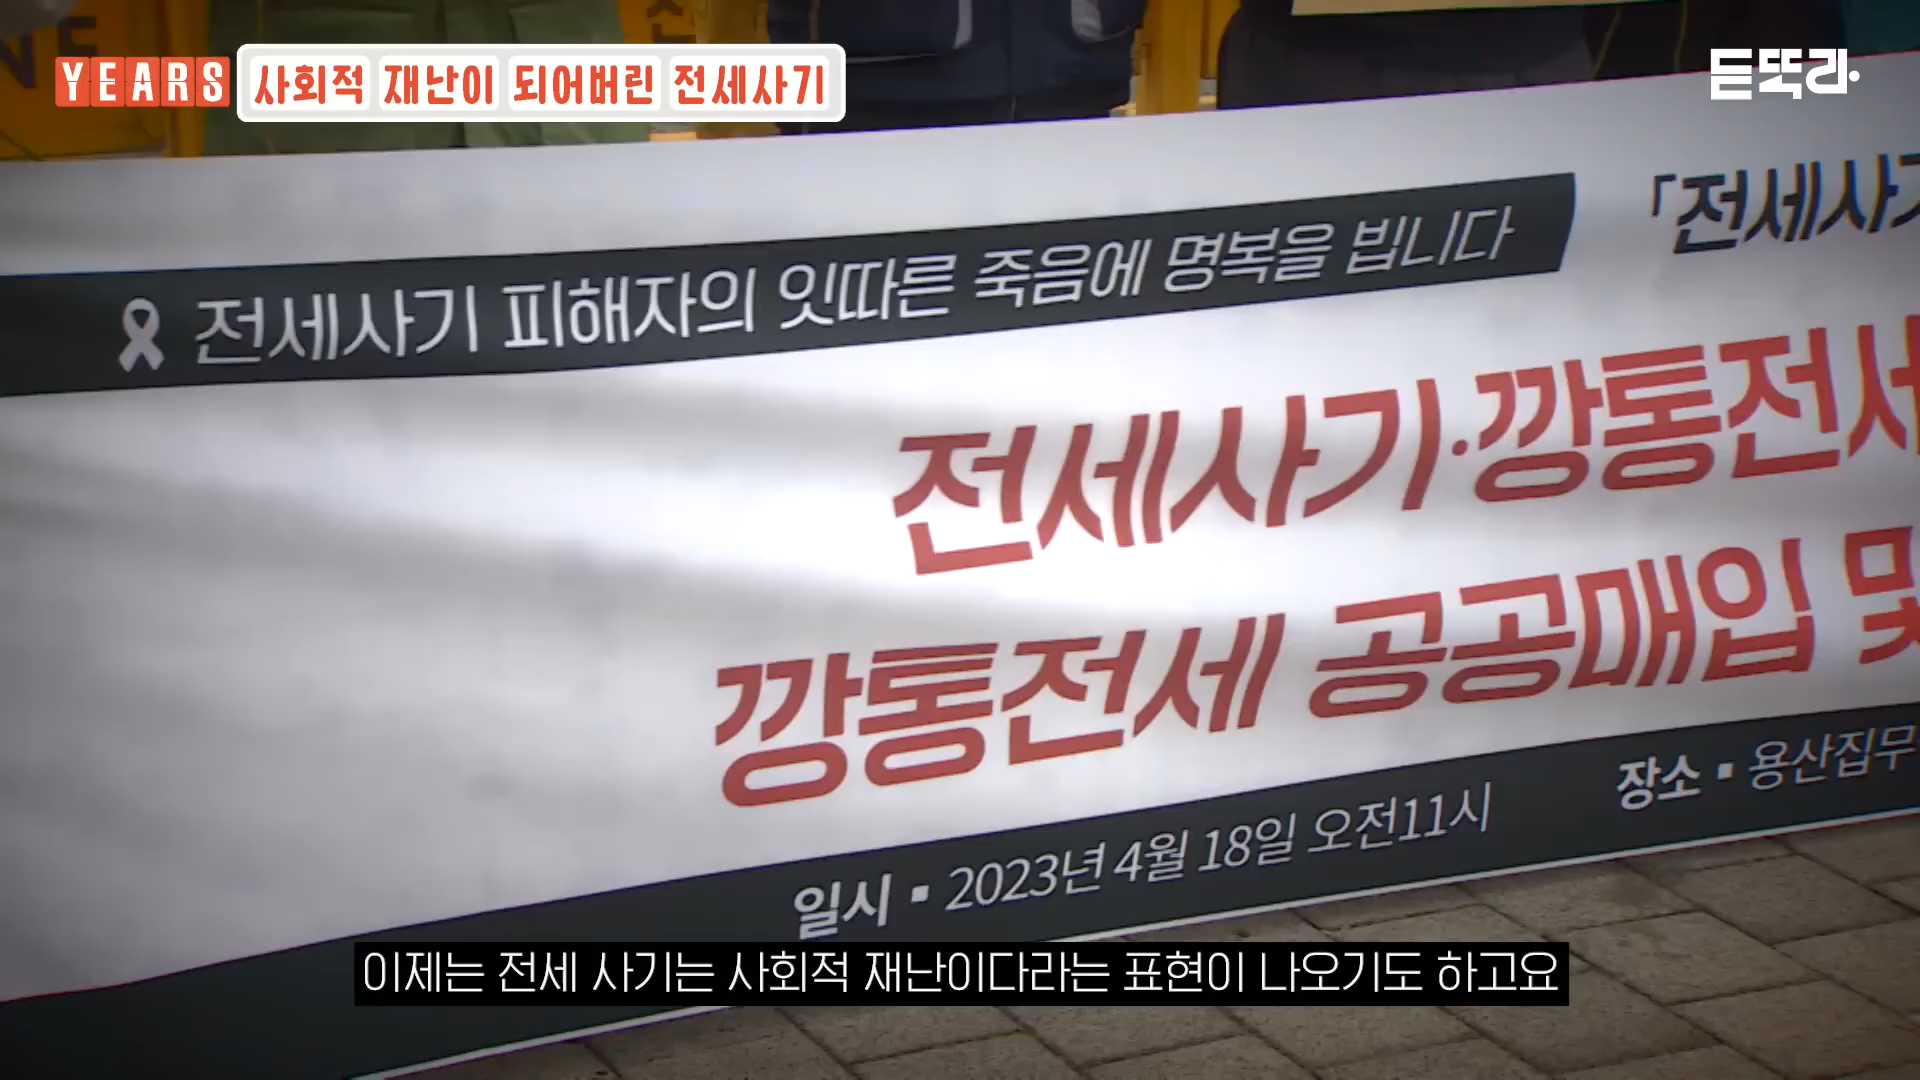 YEARS 사회적 재난이 되어버린 전세사기
듣똑라
전세사기 피해자의 잇따른 죽음에 명복을 빕니다
「전세사기
전세사기·깡통전세
깡통전세 공공매입 및
일시 ▪ 2023년 4월 18일 오전11시
장소 ▪ 용산집무
이제는 전세 사기는 사회적 재난이다라는 표현이 나오기도 하고요